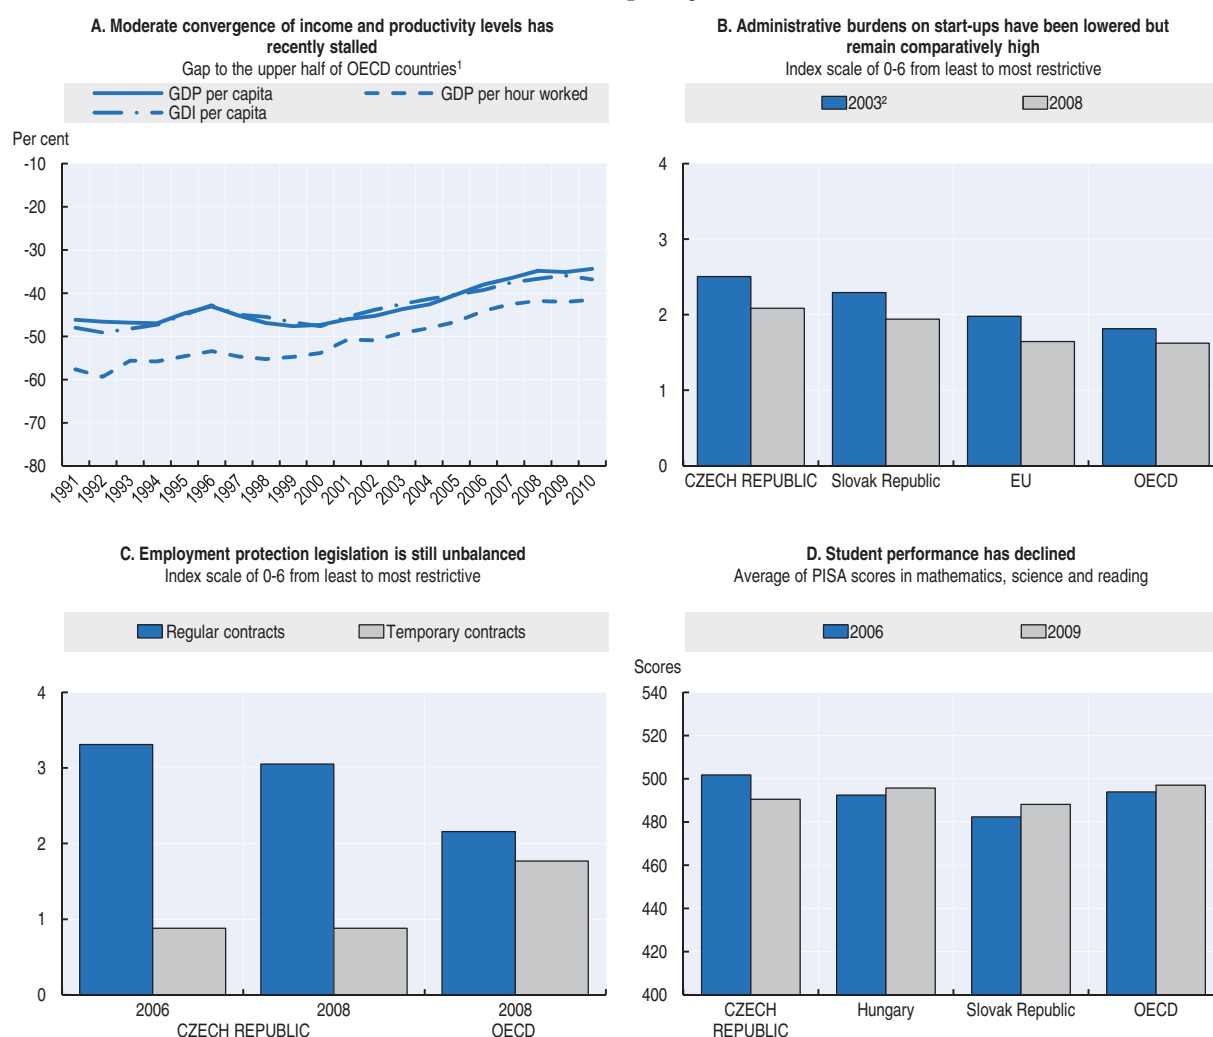 A. Moderate convergence of income and productivity levels has
recently stalled
Gap to the upper half of OECD countries¹
GDP per capita
GDP per hour worked
GDI per capita
Per cent
-10
-20
-30
-40
-50
-60
-70
-80
1991
1992
1993
1994
1995
1996
1997
1998
1999
2000
2001
2002
2003
2004
2005
2006
2007
2008
2009
2010
B. Administrative burdens on start-ups have been lowered but
remain comparatively high
Index scale of 0-6 from least to most restrictive
2003²
2008
4
3
2
1
0
CZECH REPUBLIC
Slovak Republic
EU
OECD
C. Employment protection legislation is still unbalanced
Index scale of 0-6 from least to most restrictive
Regular contracts
Temporary contracts
4
3
2
1
0
2006
2008
2008
CZECH REPUBLIC
OECD
D. Student performance has declined
Average of PISA scores in mathematics, science and reading
2006
2009
Scores
540
520
500
480
460
440
420
400
CZECH
REPUBLIC
Hungary
Slovak Republic
OECD